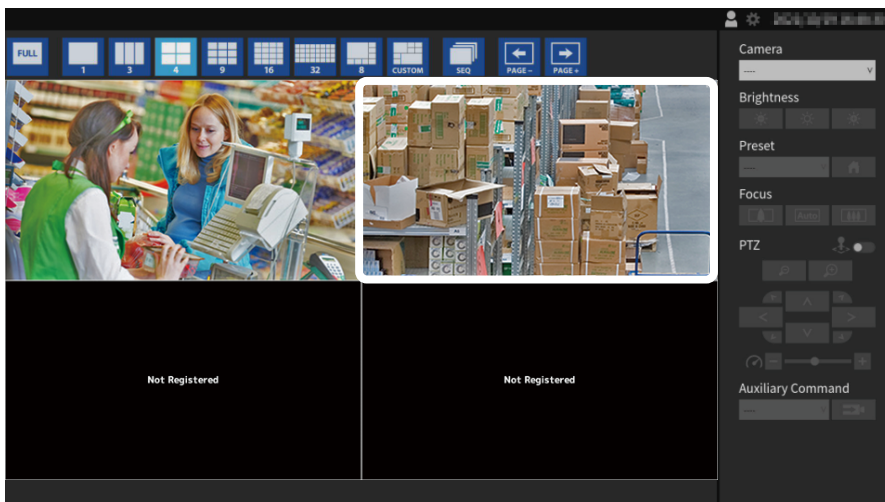 FULL
1
3
4
9
16
32
8
CUSTOM
SEQ
PAGE-
PAGE+
Camera
----
Brightness
Preset
----
Focus
Auto
PTZ
Auxiliary Command
----
Not Registered
Not Registered